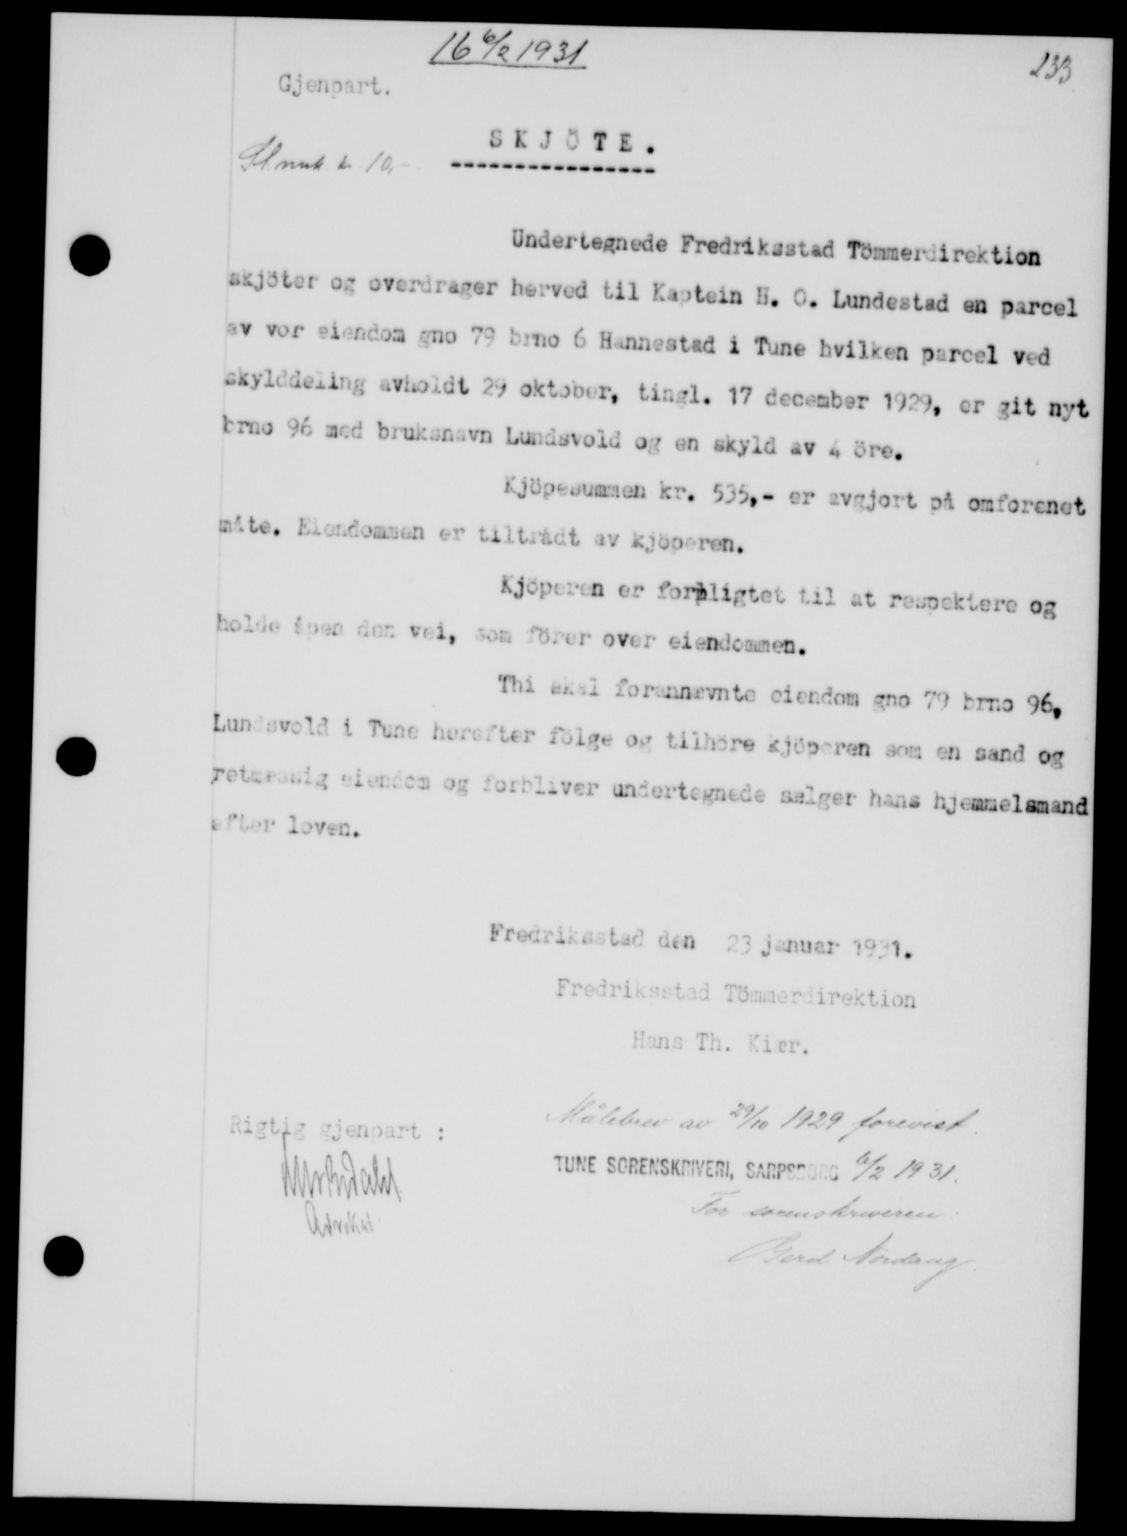 16 6/2 1931
233
Gjenpart.
SKJÖTE.
kr. 10,-
Undertegnede Fredriksstad Tömmerdirektion
skjöter og overdrager herved til Kaptein H. O. Lundestad en parcel
av vor eiendom gno 79 brno 6 Hannestad i Tune hvilken parcel ved
skylddeling avholdt 29 oktober, tingl. 17 december 1929, er git nyt
brno 96 med bruksnavn Lundsvold og en skyld av 4 öre.
Kjöpesummen kr. 535,- er avgjort på omforenet
måte. Eiendommen er tiltrådt av kjöperen.
Kjöperen er forpligtet til at respektere og
holde åpen den vei, som förer over eiendommen.
Thi skal forannævnte eiendom gno 79 brno 96,
Lundsvold i Tune herefter fölge og tilhöre kjöperen som en sand og
retmæssig eiendom og forbliver undertegnede sælger hans hjemmelsmand
efter loven.
Fredriksstad den 23 januar 1931.
Fredriksstad Tömmerdirektion
Hans Th. Kiær.
Rigtig gjenpart :
Advokat.
Målebrev av 29/10 1929 forevist.
TUNE SORENSKRIVERI, SARPSBORG 6/2 1931.
For sorenskriveren
Gerd Nordaug